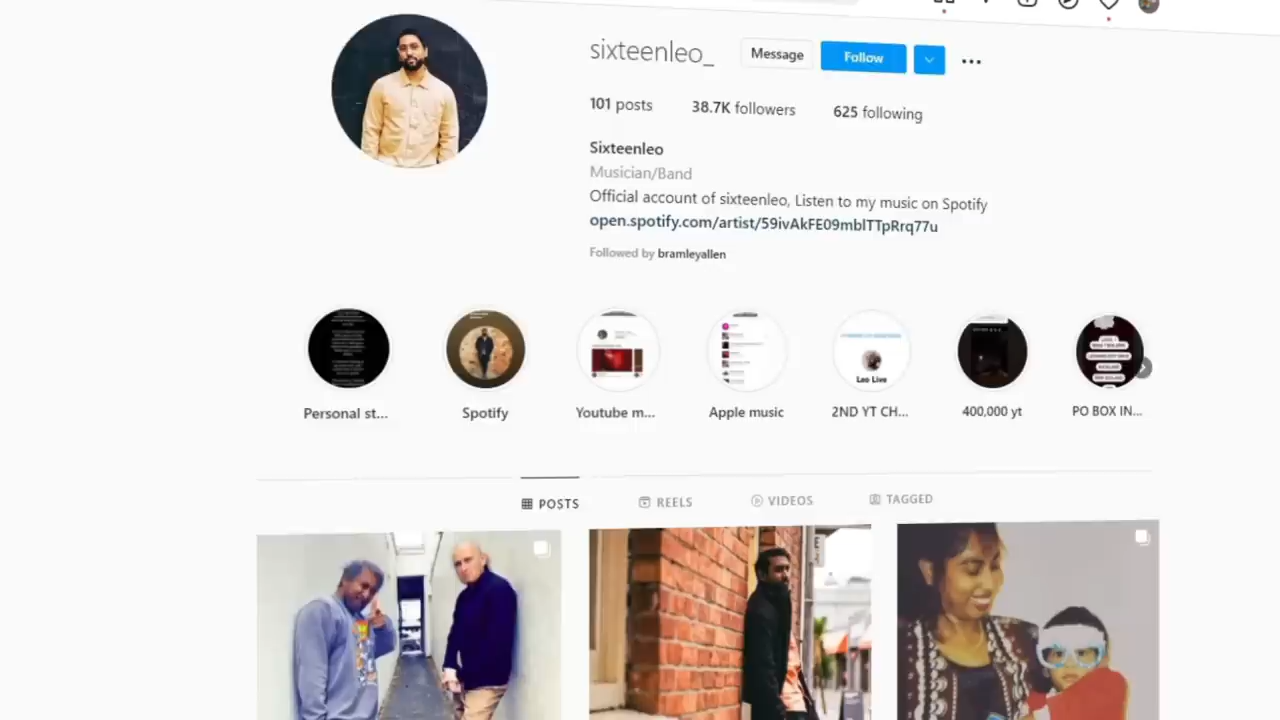 sixteenleo_ Message Follow
101 posts 38.7K followers 625 following
Sixteenleo
Musician/Band
Official account of sixteenleo, Listen to my music on Spotify
open.spotify.com/artist/59ivAkFE09mblTTpRrq77u
Followed by bramleyallen
Leo Live
Personal st... Spotify Youtube m... Apple music 2ND YT CH... 400,000 yt PO BOX IN...
POSTS REELS VIDEOS TAGGED